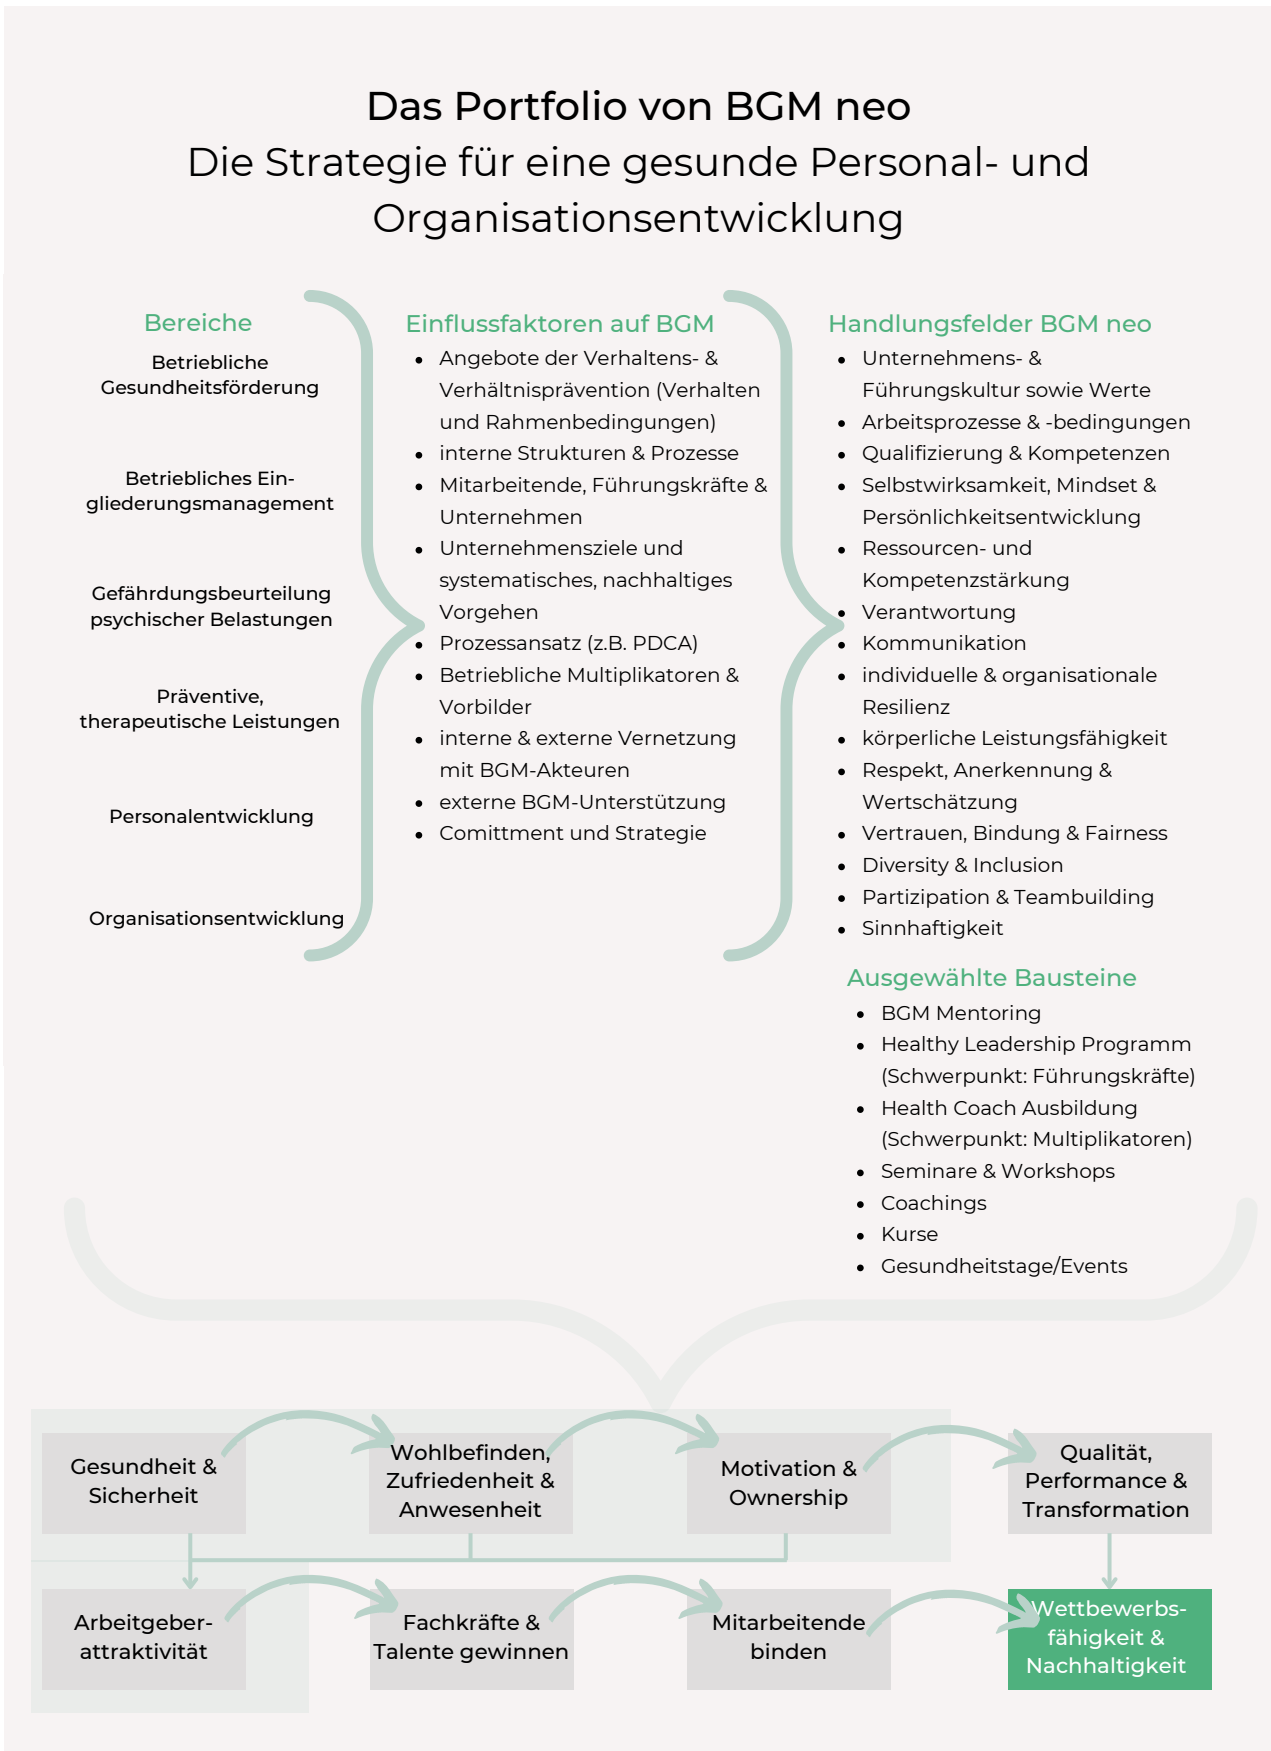 Das Portfolio von BGM neo
Die Strategie für eine gesunde Personal- und
Organisationsentwicklung
Bereiche
Betriebliche
Gesundheitsförderung
Betriebliches Ein-
gliederungsmanagement
Gefährdungsbeurteilung
psychischer Belastungen
Präventive,
therapeutische Leistungen
Personalentwicklung
Organisationsentwicklung
Einflussfaktoren auf BGM
• Angebote der Verhaltens- &
Verhältnisprävention (Verhalten
und Rahmenbedingungen)
• interne Strukturen & Prozesse
• Mitarbeitende, Führungskräfte &
Unternehmen
• Unternehmensziele und
systematisches, nachhaltiges
Vorgehen
• Prozessansatz (z.B. PDCA)
• Betriebliche Multiplikatoren &
Vorbilder
• interne & externe Vernetzung
mit BGM-Akteuren
• externe BGM-Unterstützung
• Comittment und Strategie
Handlungsfelder BGM neo
• Unternehmens- &
Führungskultur sowie Werte
• Arbeitsprozesse & -bedingungen
• Qualifizierung & Kompetenzen
• Selbstwirksamkeit, Mindset &
Persönlichkeitsentwicklung
• Ressourcen- und
Kompetenzstärkung
• Verantwortung
• Kommunikation
• individuelle & organisationale
Resilienz
• körperliche Leistungsfähigkeit
• Respekt, Anerkennung &
Wertschätzung
• Vertrauen, Bindung & Fairness
• Diversity & Inclusion
• Partizipation & Teambuilding
• Sinnhaftigkeit
Ausgewählte Bausteine
• BGM Mentoring
• Healthy Leadership Programm
(Schwerpunkt: Führungskräfte)
• Health Coach Ausbildung
(Schwerpunkt: Multiplikatoren)
• Seminare & Workshops
• Coachings
• Kurse
• Gesundheitstage/Events
Gesundheit &
Sicherheit
Wohlbefinden,
Zufriedenheit &
Anwesenheit
Motivation &
Ownership
Qualität,
Performance &
Transformation
Arbeitgeber-
attraktivität
Fachkräfte &
Talente gewinnen
Mitarbeitende
binden
Wettbewerbs-
fähigkeit &
Nachhaltigkeit